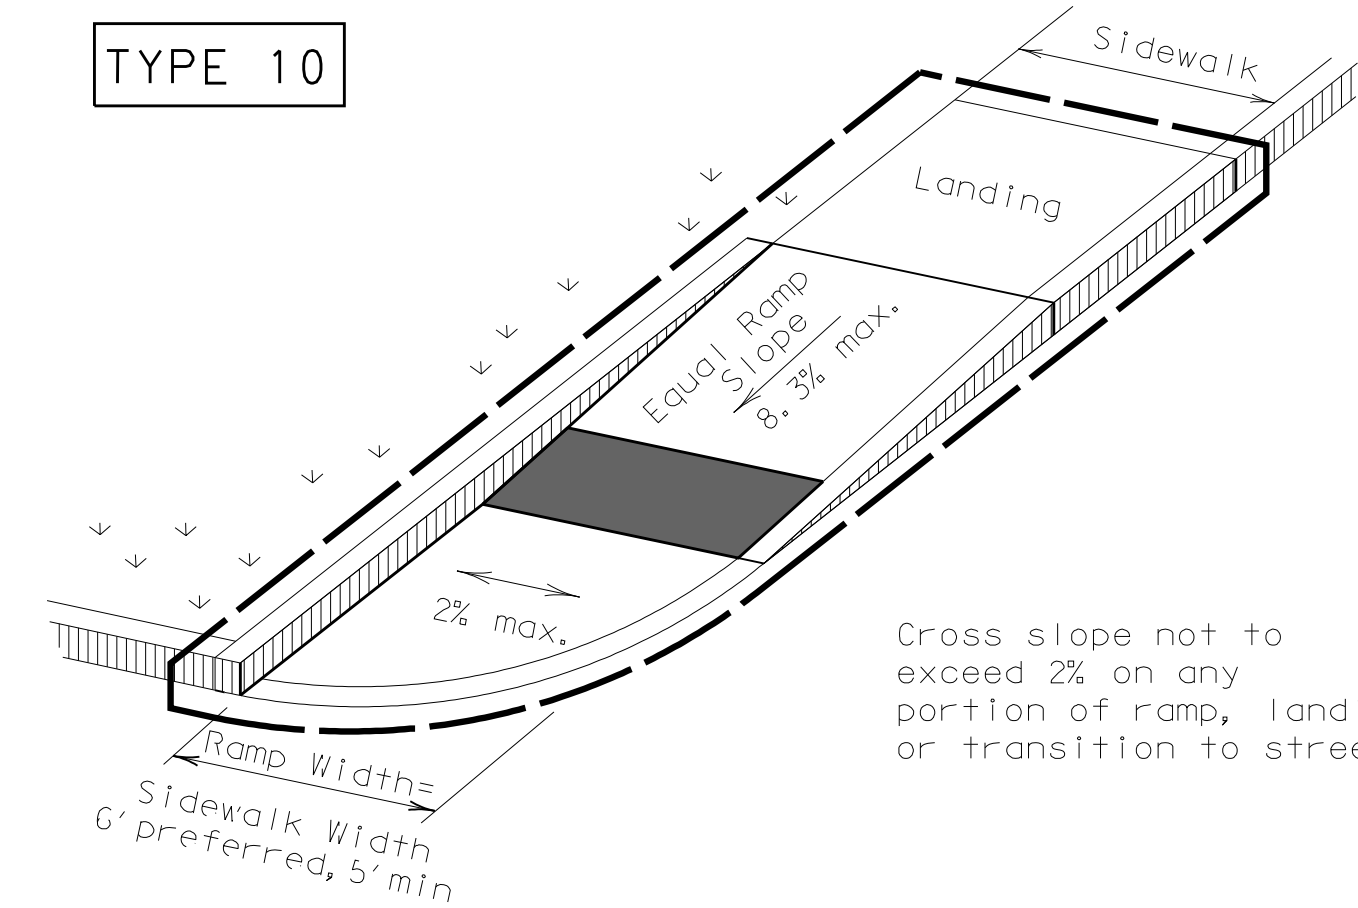 TYPE 10
Sidewalk
Landing
Equal Ramp
Slope
8.3% max.
2% max.
Cross slope not to
exceed 2% on any
portion of ramp, land
or transition to stree
Ramp Width=
Sidewalk Width
6' preferred, 5' min